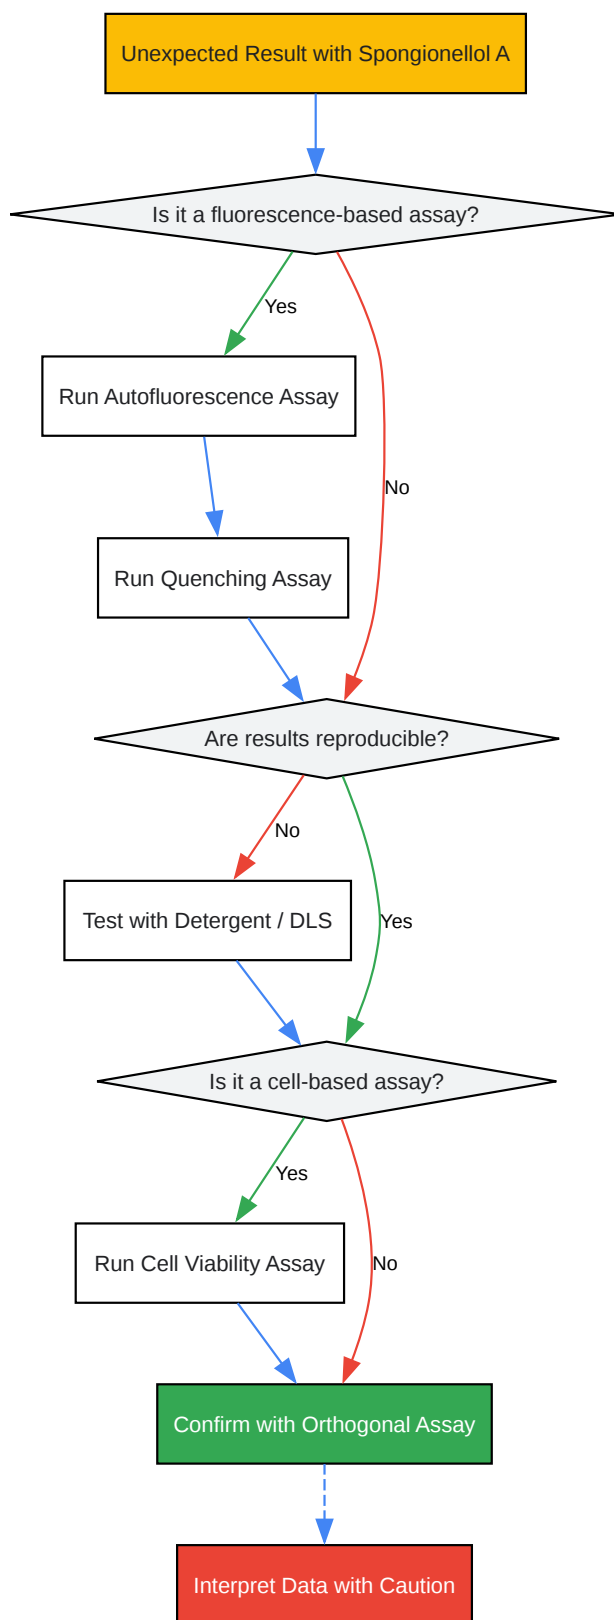 Unexpected Result with Spongionellol A
Is it a fluorescence-based assay?
Yes
Run Autofluorescence Assay
No
Run Quenching Assay
Are results reproducible?
No
Test with Detergent / DLS
Yes
Is it a cell-based assay?
Yes
Run Cell Viability Assay
No
Confirm with Orthogonal Assay
Interpret Data with Caution